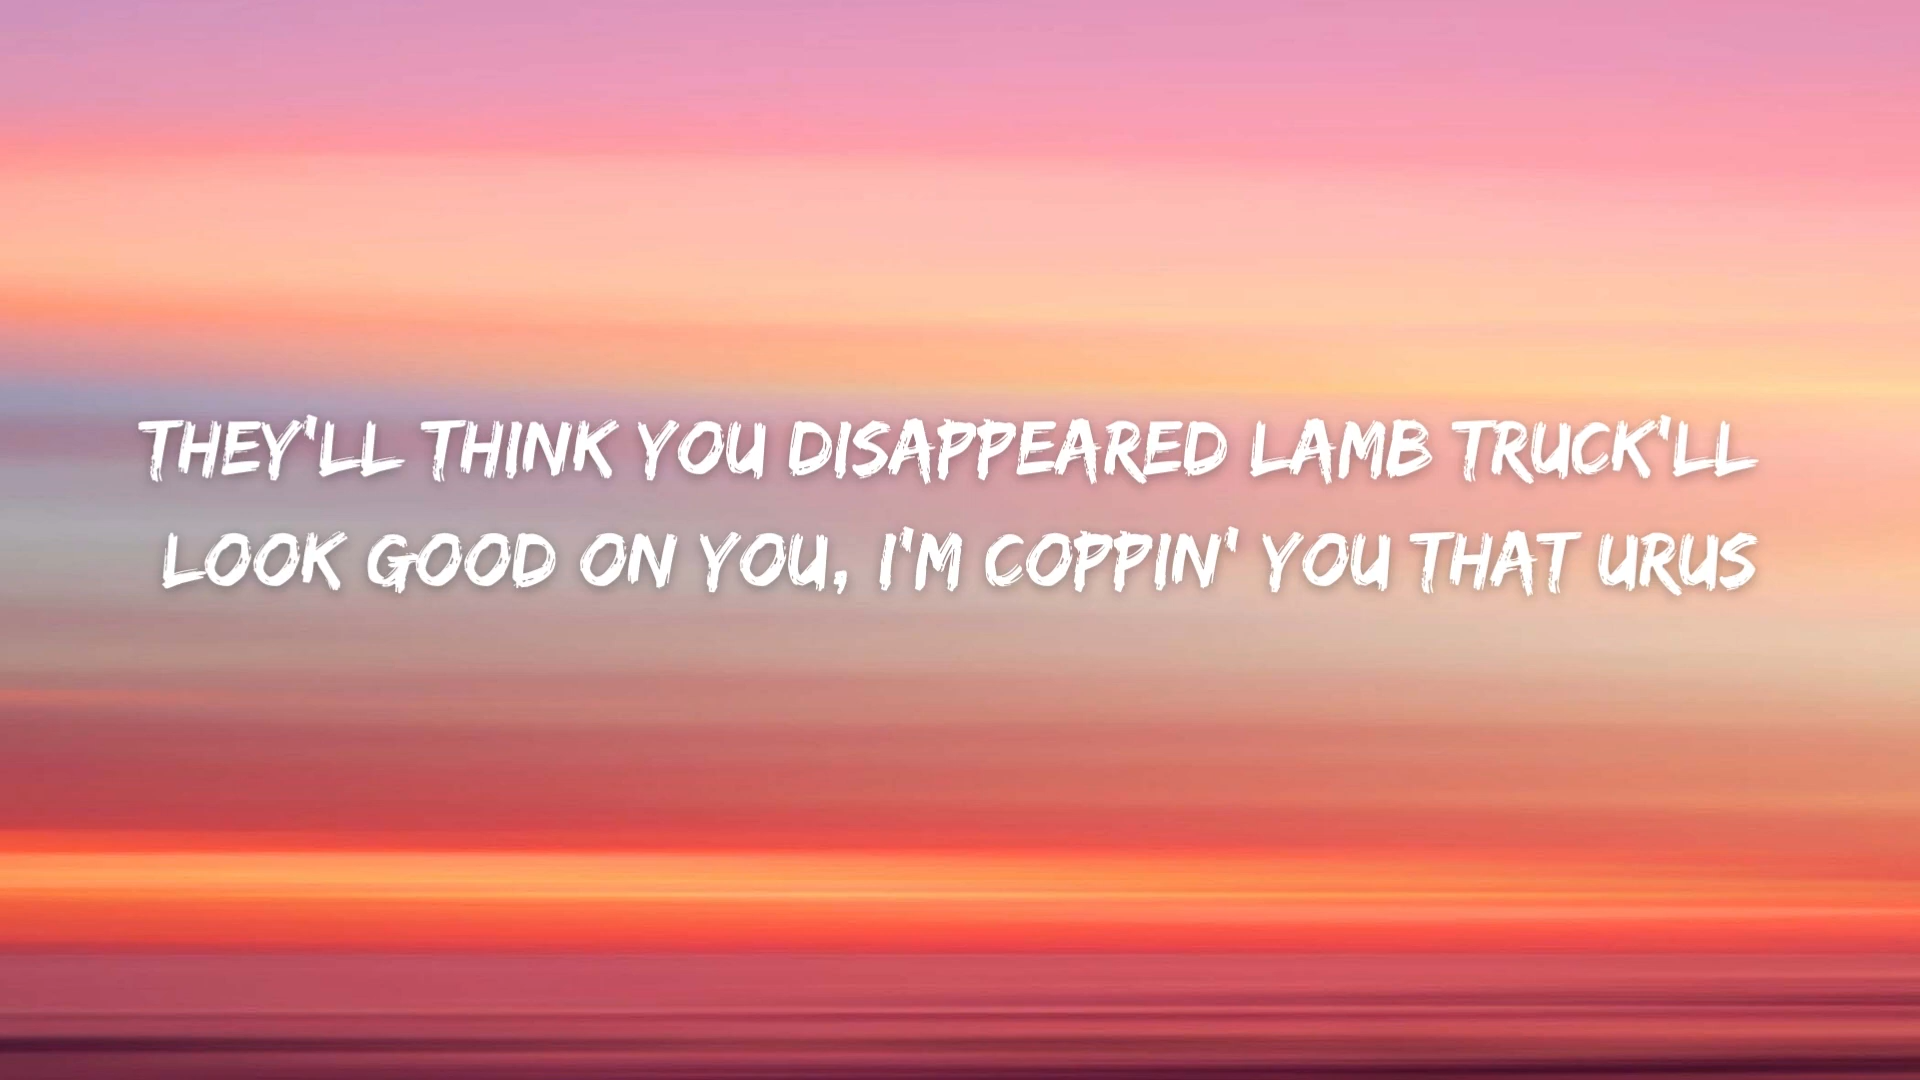 THEY'LL THINK YOU DISAPPEARED LAMB TRUCK'LL
LOOK GOOD ON YOU, I'M COPPIN' YOU THAT URUS